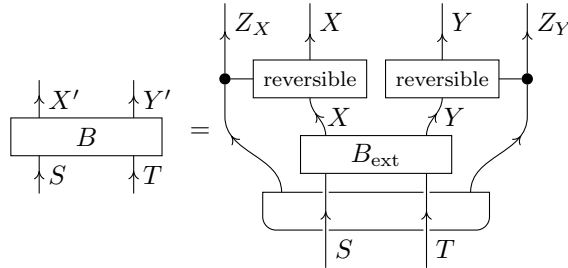 Z_X X Y Z_Y
reversible reversible
X' Y' X Y
B = B_ext
S T
S T